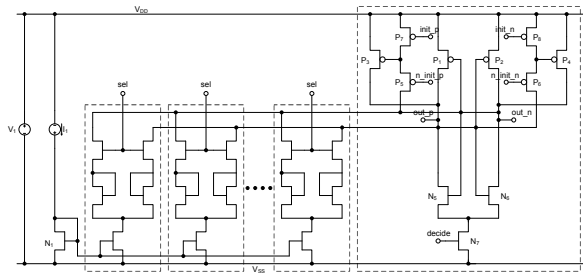 VDD
init_p
init_n
P7
P8
P3
P1
P2
P4
n_init_p
n_init_n
P5
P6
sel
sel
sel
out_p
out_n
V1
I1
N5
N6
decide
N7
N1
VSS